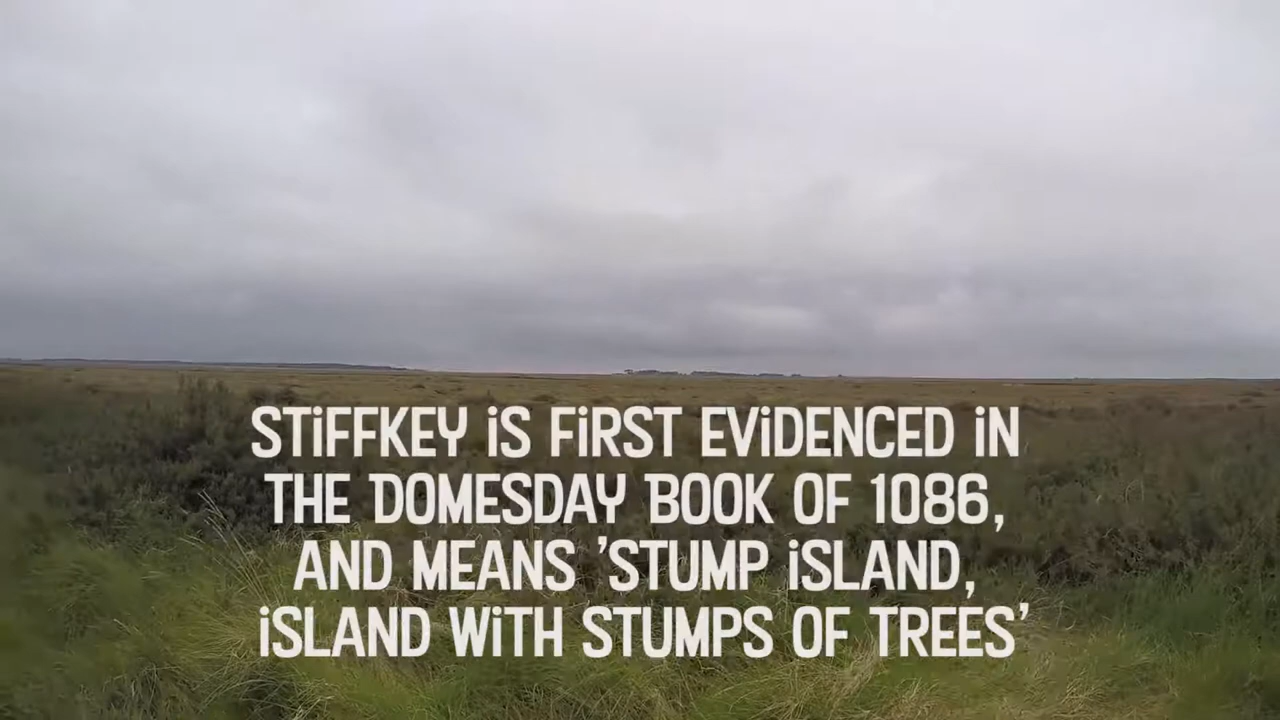 STiFFKEY iS FiRST EViDENCED iN
THE DOMESDAY BOOK OF 1086,
AND MEANS 'STUMP iSLAND,
iSLAND WiTH STUMPS OF TREES'